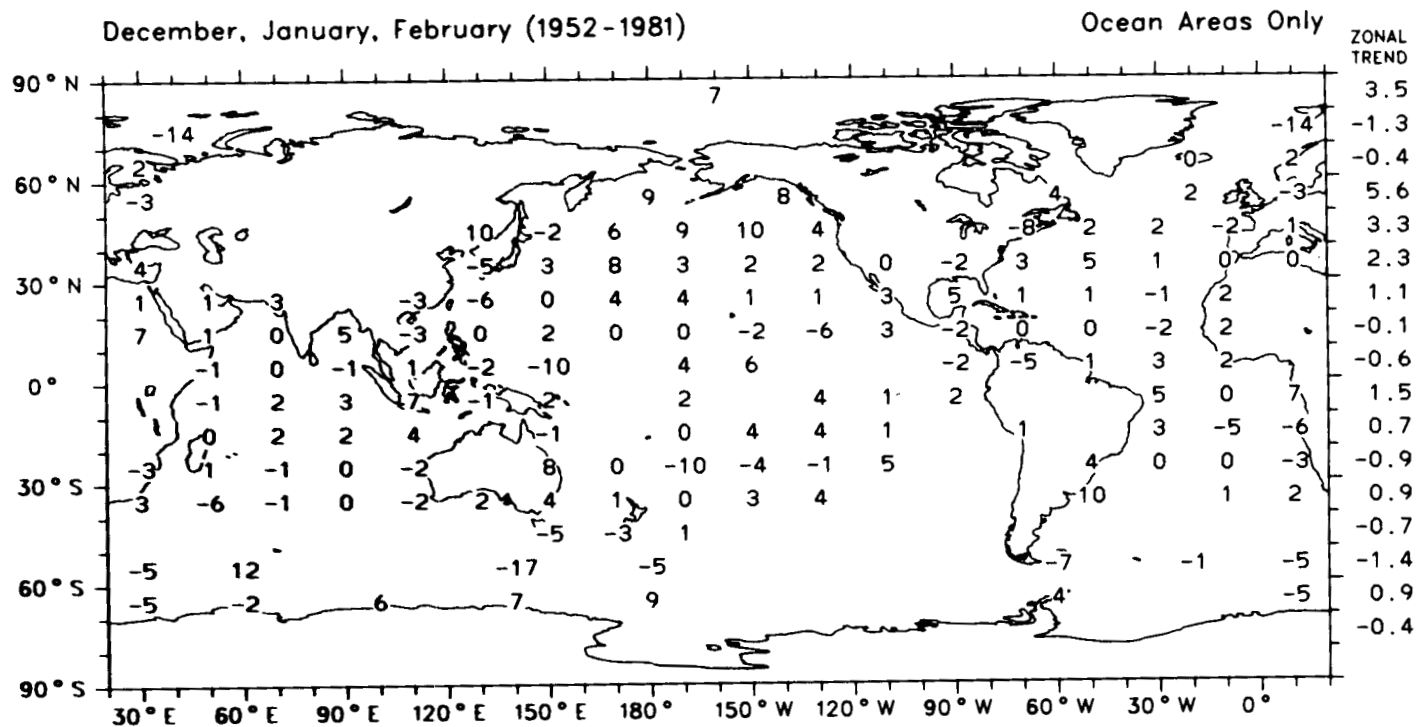 December, January, February (1952-1981) Ocean Areas Only
ZONAL
TREND
90°N 7 3.5
-14 -14 -1.3
2 0 2 -0.4
60°N
-3 9 8 4 2 -3 5.6
10 -2 6 9 10 4 -8 2 2 -2 1 3.3
4 -5 3 8 3 2 2 0 -2 3 5 1 0 0 2.3
30°N
1 1 3 -3 -6 0 4 4 1 1 3 5 1 1 -1 2 1.1
7 1 0 5 -3 0 2 0 0 -2 -6 3 -2 0 0 -2 2 -0.1
-1 0 -1 1 -2 -10 4 6 -2 -5 1 3 2 -0.6
0°
-1 2 3 -7 -1 2 2 4 1 2 5 0 7 1.5
0 2 2 4 -1 0 4 4 1 1 3 -5 -6 0.7
-3 1 -1 0 -2 8 0 -10 -4 -1 5 4 0 0 -3 -0.9
30°S
3 -6 -1 0 -2 2 4 1 0 3 4 -10 1 2 0.9
-5 -3 1 -0.7
-5 12 -17 -5 -7 -1 -5 -1.4
60°S
-5 -2 6 7 9 4 -5 0.9
-0.4
90°S
30°E 60°E 90°E 120°E 150°E 180° 150°W 120°W 90°W 60°W 30°W 0°